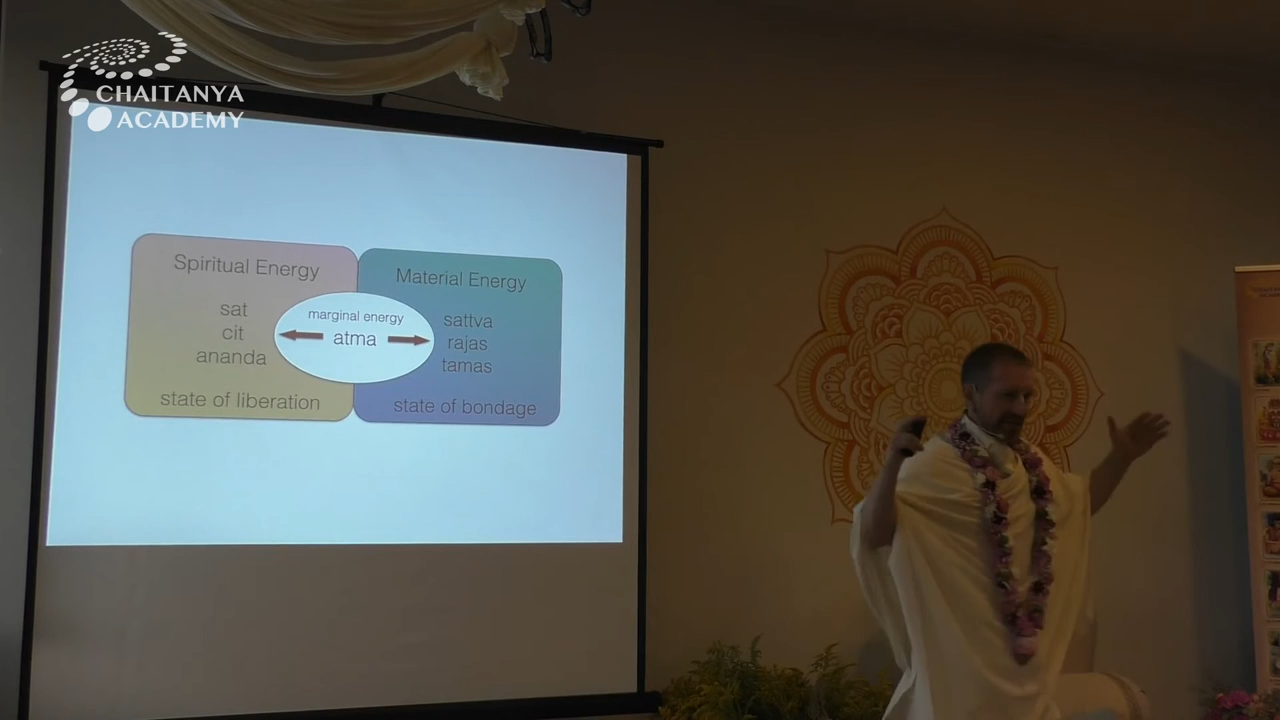 CHAITANYA
ACADEMY
Spiritual Energy
sat
cit
ananda
state of liberation
marginal energy
atma
Material Energy
sattva
rajas
tamas
state of bondage